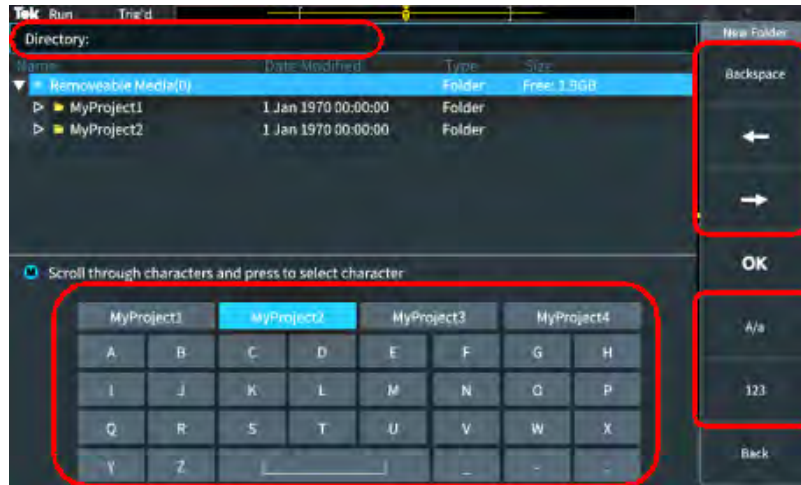 Tek Run Trig'd
New Folder
Directory:
Name Date Modified Type Size
Removeable Media(0) Folder Free: 1.9GB
MyProject1 1 Jan 1970 00:00:00 Folder
MyProject2 1 Jan 1970 00:00:00 Folder
Backspace
OK
A/a
123
Back
M Scroll through characters and press to select character
MyProject1 MyProject2 MyProject3 MyProject4
A B C D E F G H
I J K L M N O P
Q R S T U V W X
Y Z _ - .